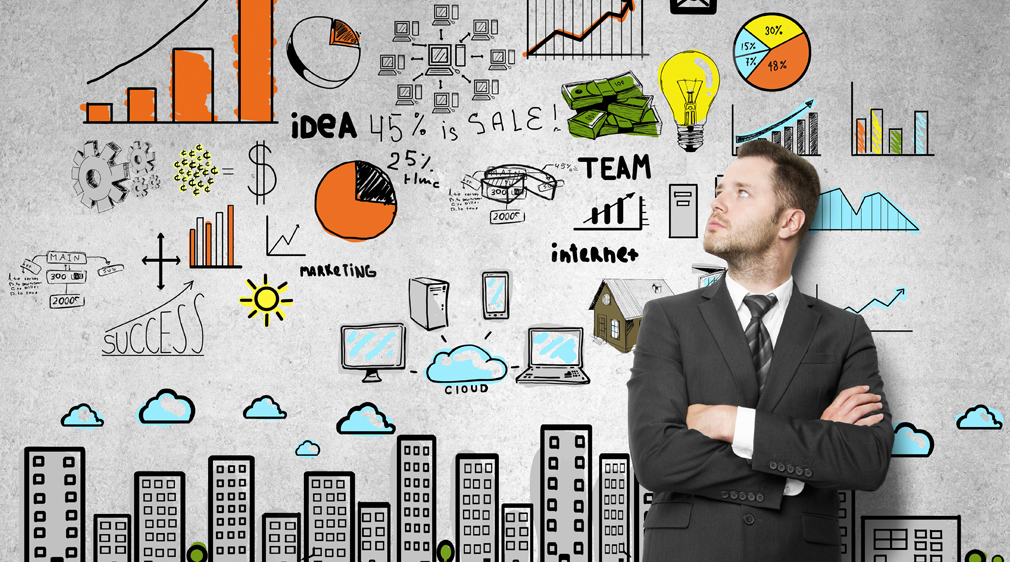 30%
15%
7%
48%
iDeA
45% is SALE!
25%
45%
TEAM
300
2000
internet
MARKETING
MAIN
300
2000
SUCCESS
CLOUD